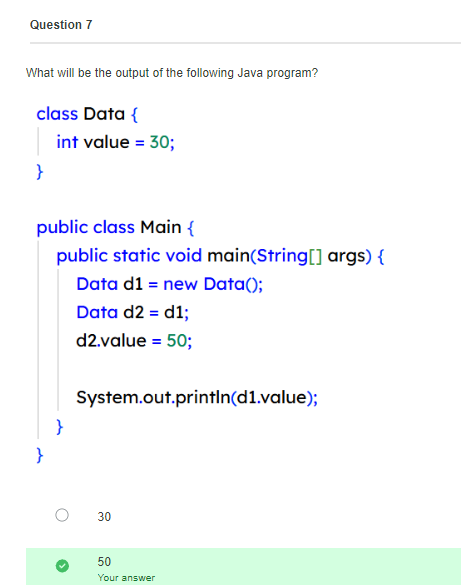 Question 7
What will be the output of the following Java program?
class Data {
int value = 30;
}
public class Main {
public static void main(String[] args) {
Data d1 = new Data();
Data d2 = d1;
d2.value = 50;
System.out.println(d1.value);
}
}
30
50
Your answer